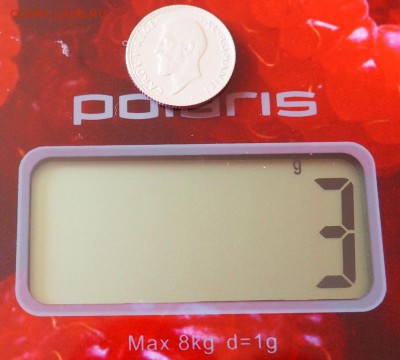 polaris
g
3
Max 8kg d=1g